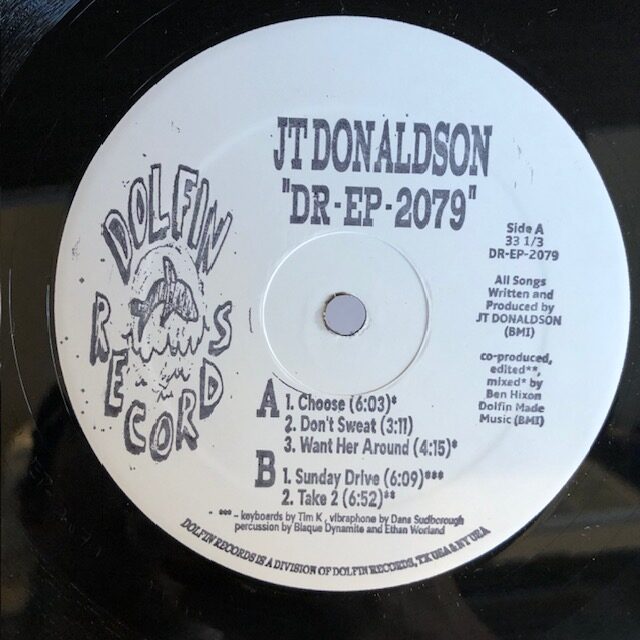 JT DONALDSON
"DR-EP-2079"
DOLFIN
RECORDS
Side A
33 1/3
DR-EP-2079
All Songs
Written and
Produced by
JT DONALDSON
(BMI)
co-produced,
edited**,
mixed* by
Ben Hixon
Dolfin Made
Music (BMI)
A
1. Choose (6:03)*
2. Don't Sweat (3:11)
3. Want Her Around (4:15)*
B
1. Sunday Drive (6:09)***
2. Take 2 (6:52)**
*** - keyboards by Tim K , vibraphone by Dana Sudborough
percussion by Blaque Dynamite and Ethan Worland
DOLFIN RECORDS IS A DIVISION OF DOLFIN RECORDS, TX USA & NY USA